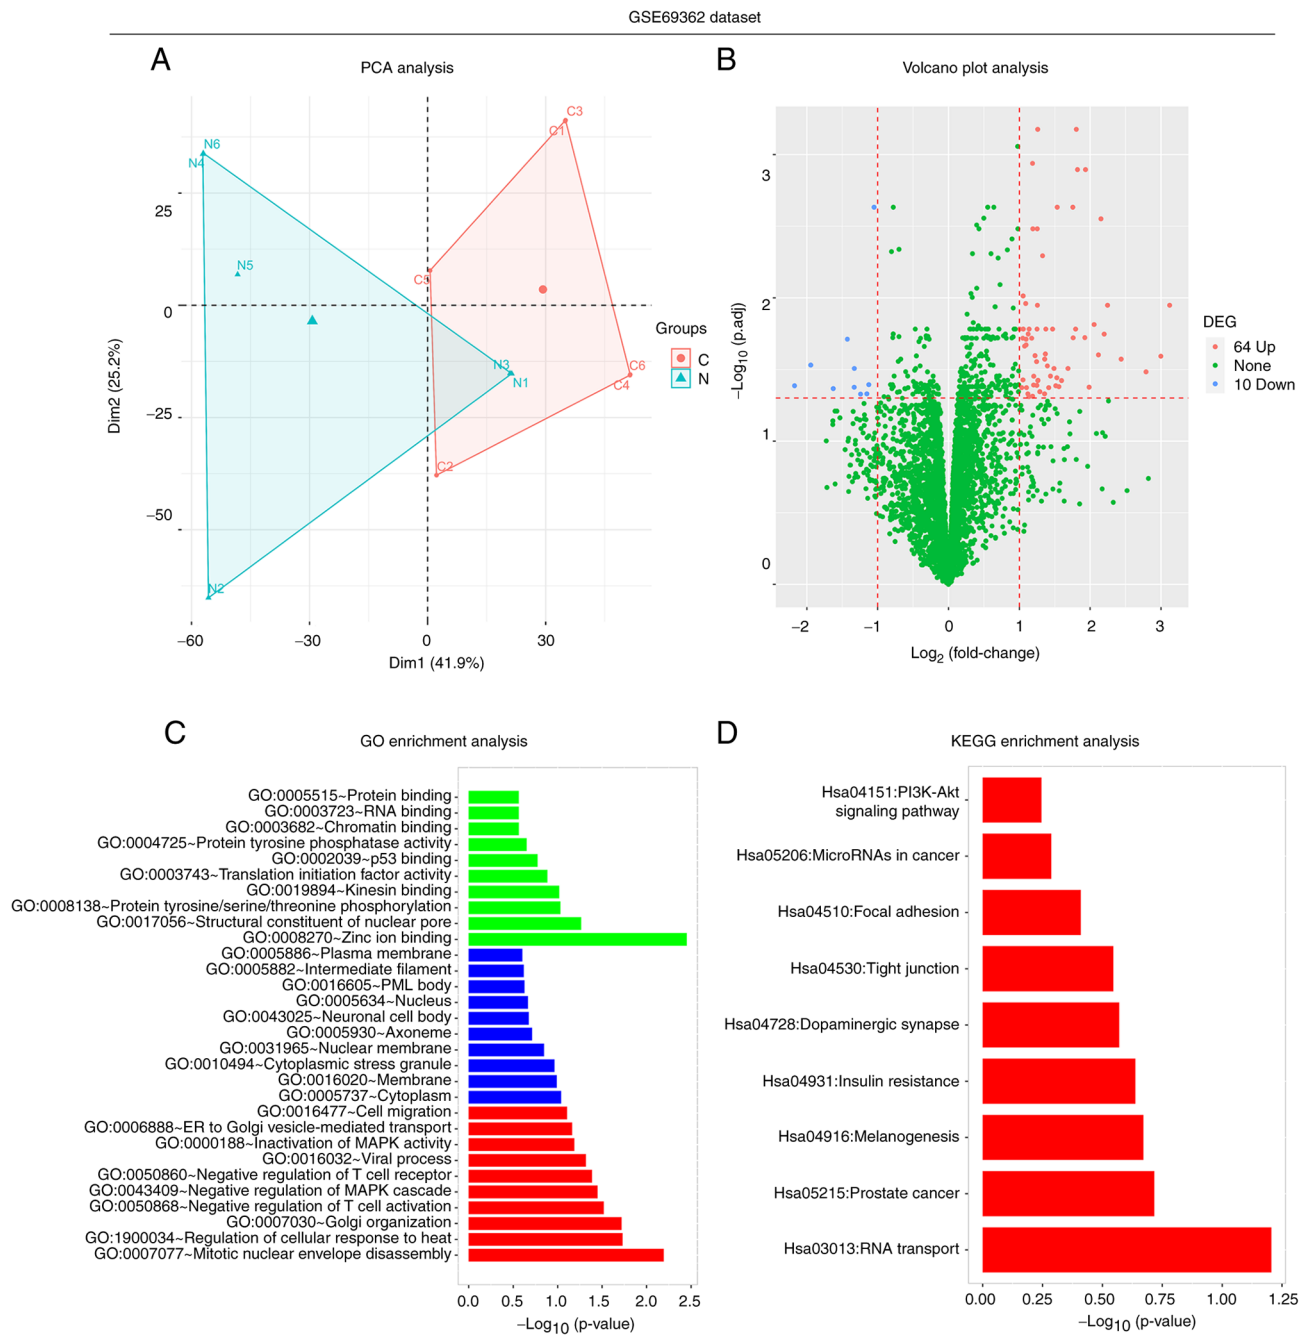 GSE69362 dataset
A
PCA analysis
C3
C1
N6
N4
N5
C5
N3
N1
C6
C4
C2
N2
25
0
−25
−50
Dim2 (25.2%)
−60
−30
0
30
Dim1 (41.9%)
Groups
C
N
B
Volcano plot analysis
3
2
1
0
−Log10 (p.adj)
−2
−1
0
1
2
3
Log2 (fold-change)
DEG
64 Up
None
10 Down
C
GO enrichment analysis
GO:0005515~Protein binding
GO:0003723~RNA binding
GO:0003682~Chromatin binding
GO:0004725~Protein tyrosine phosphatase activity
GO:0002039~p53 binding
GO:0003743~Translation initiation factor activity
GO:0019894~Kinesin binding
GO:0008138~Protein tyrosine/serine/threonine phosphorylation
GO:0017056~Structural constituent of nuclear pore
GO:0008270~Zinc ion binding
GO:0005886~Plasma membrane
GO:0005882~Intermediate filament
GO:0016605~PML body
GO:0005634~Nucleus
GO:0043025~Neuronal cell body
GO:0005930~Axoneme
GO:0031965~Nuclear membrane
GO:0010494~Cytoplasmic stress granule
GO:0016020~Membrane
GO:0005737~Cytoplasm
GO:0016477~Cell migration
GO:0006888~ER to Golgi vesicle-mediated transport
GO:0000188~Inactivation of MAPK activity
GO:0016032~Viral process
GO:0050860~Negative regulation of T cell receptor
GO:0043409~Negative regulation of MAPK cascade
GO:0050868~Negative regulation of T cell activation
GO:0007030~Golgi organization
GO:1900034~Regulation of cellular response to heat
GO:0007077~Mitotic nuclear envelope disassembly
0.0
0.5
1.0
1.5
2.0
2.5
−Log10 (p-value)
D
KEGG enrichment analysis
Hsa04151:PI3K-Akt
signaling pathway
Hsa05206:MicroRNAs in cancer
Hsa04510:Focal adhesion
Hsa04530:Tight junction
Hsa04728:Dopaminergic synapse
Hsa04931:Insulin resistance
Hsa04916:Melanogenesis
Hsa05215:Prostate cancer
Hsa03013:RNA transport
0.00
0.25
0.50
0.75
1.00
1.25
−Log10 (p-value)